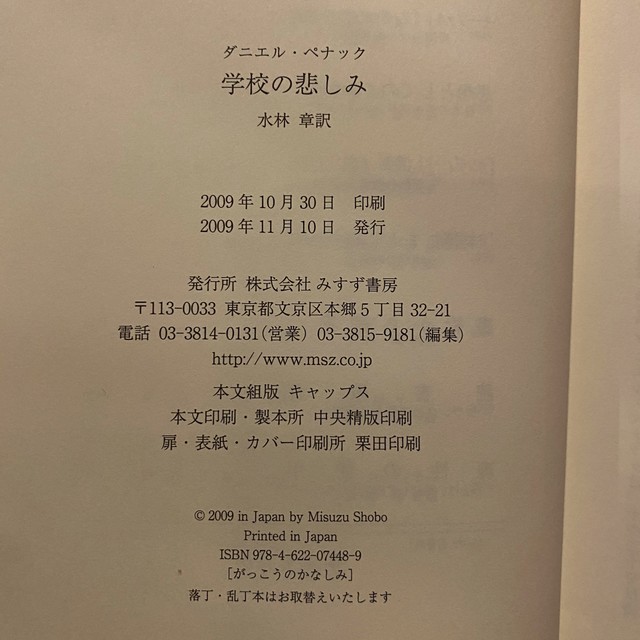 ダニエル・ペナック
学校の悲しみ
水林 章訳
2009年10月30日 印刷
2009年11月10日 発行
発行所 株式会社 みすず書房
〒113-0033 東京都文京区本郷5丁目32-21
電話 03-3814-0131(営業) 03-3815-9181(編集)
http://www.msz.co.jp
本文組版 キャップス
本文印刷・製本所 中央精版印刷
扉・表紙・カバー印刷所 栗田印刷
© 2009 in Japan by Misuzu Shobo
Printed in Japan
ISBN 978-4-622-07448-9
[がっこうのかなしみ]
落丁・乱丁本はお取替えいたします